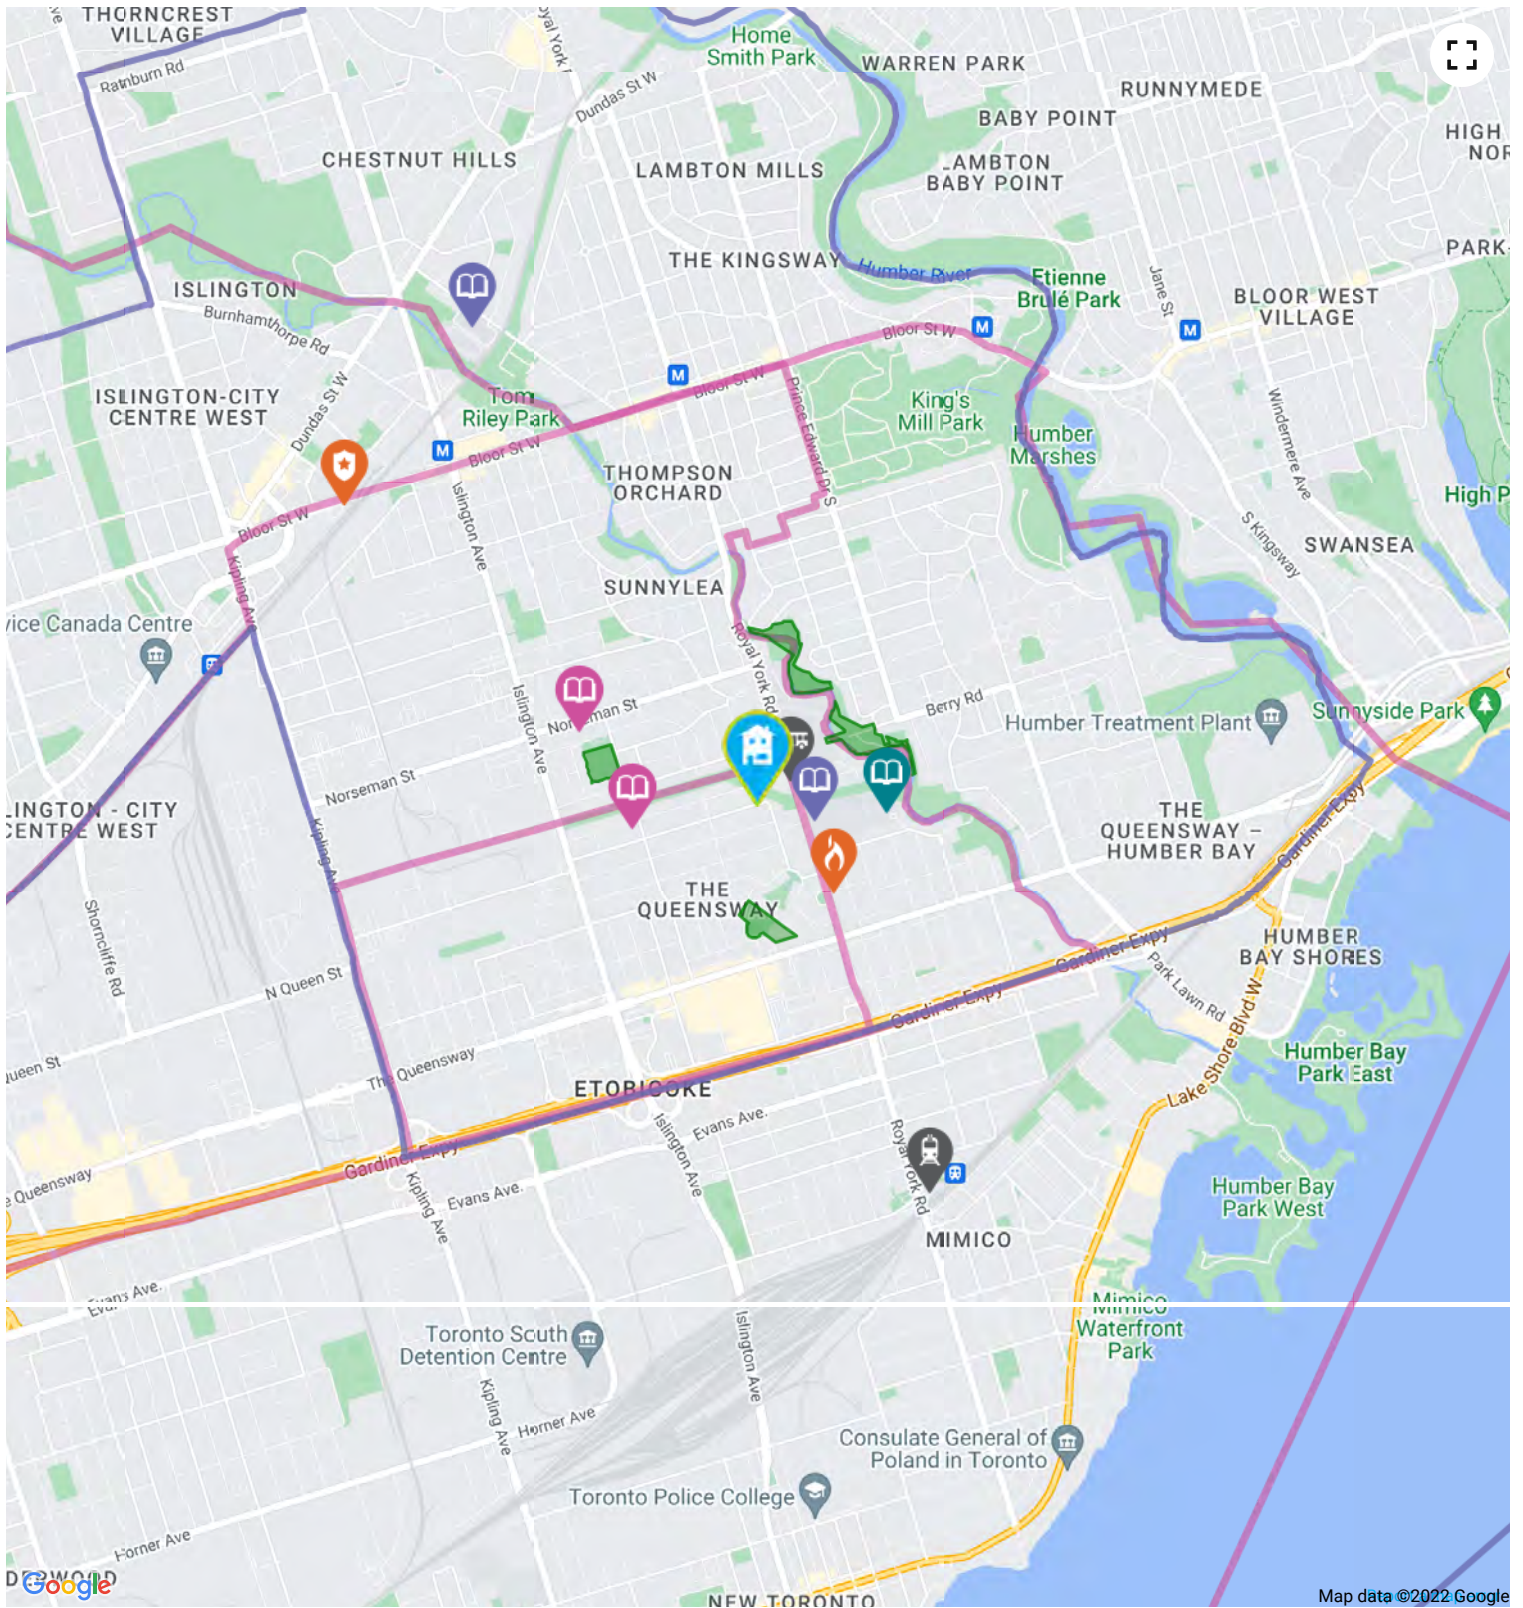 THORNCREST
VILLAGE
Rathburn Rd
Dundas St W
Home
Smith Park
WARREN PARK
RUNNYMEDE
BABY POINT
HIGH
CHESTNUT HILLS
LAMBTON MILLS
LAMBTON
BABY POINT
THE KINGSWAY
Humber River
Etienne
Brulé Park
Jane St
PARK-
ISLINGTON
Burnhamthorpe Rd
BLOOR WEST
VILLAGE
Bloor St W
M
M
M
Bloor St W
ISLINGTON-CITY
CENTRE WEST
Dundas St W
Tom
Riley Park
Prince Edward Dr S
King's
Mill Park
Windermere Ave
M
Bloor St W
Humber
Marshes
THOMPSON
ORCHARD
Islington Ave
High P
Bloor St W
S Kingsway
SWANSEA
Kipling Ave
SUNNYLEA
vice Canada Centre
Royal York Rd
Islington Ave
Norseman St
Berry Rd
Humber Treatment Plant
Sunnyside Park
Norseman St
LINGTON - CITY
CENTRE WEST
Kipling Ave
THE
QUEENSWAY –
HUMBER BAY
Gardiner Expy
THE
QUEENSWAY
Shorncliffe Rd
HUMBER
BAY SHORES
Gardiner Expy
N Queen St
Park Lawn Rd
Gardiner Expy
Lake Shore Blvd W
Queen St
The Queensway
Humber Bay
Park East
ETOBICOKE
Evans Ave.
Islington Ave
Royal York Rd
Gardiner Expy
e Queensway
Evans Ave.
Kipling Ave
Humber Bay
Park West
MIMICO
Evans Ave.
Mimico
Waterfront
Park
Toronto South
Detention Centre
Islington Ave
Kipling Ave
Horner Ave
Consulate General of
Poland in Toronto
Toronto Police College
Horner Ave
Google
NEW TORONTO
Map data ©2022 Google